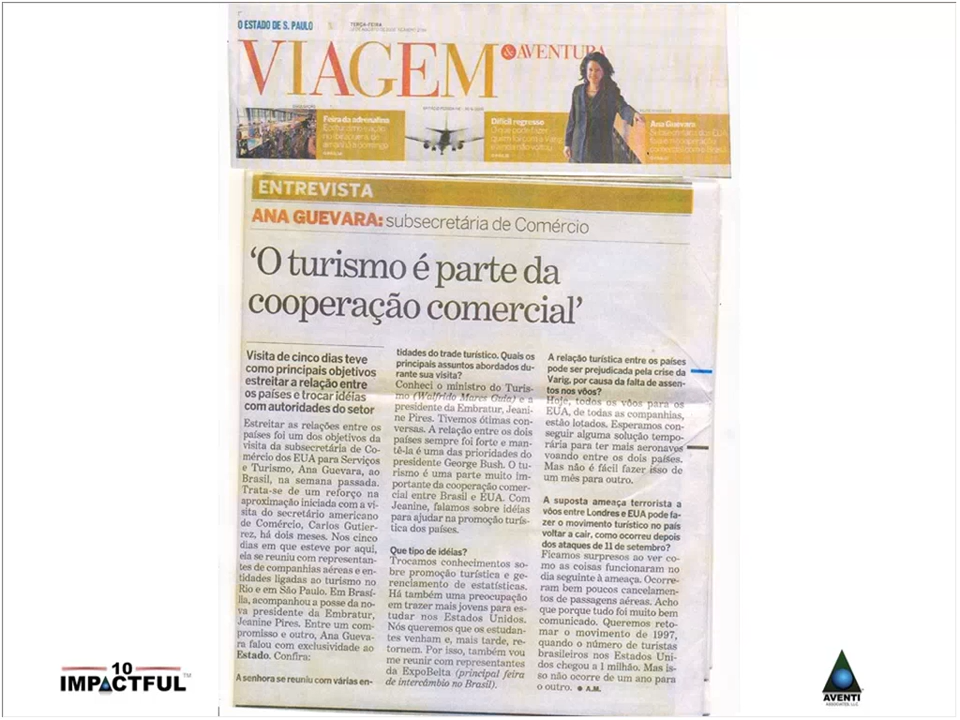 O ESTADO DE S. PAULO
TERÇA-FEIRA
VIAGEM
& AVENTURA
Feira da adrenalina
Difícil regresso
Ana Guevara
ENTREVISTA
ANA GUEVARA: subsecretária de Comércio
'O turismo é parte da
cooperação comercial'
Visita de cinco dias teve
como principais objetivos
estreitar a relação entre
os países e trocar idéias
com autoridades do setor
Estreitar as relações entre os
países foi um dos objetivos da
visita da subsecretária de Co-
mércio dos EUA para Serviços
e Turismo, Ana Guevara, ao
Brasil, na semana passada.
Trata-se de um reforço na
aproximação iniciada com a vi-
sita do secretário americano
de Comércio, Carlos Gutier-
rez, há dois meses. Nos cinco
dias em que esteve por aqui,
ela se reuniu com representan-
tes de companhias aéreas e en-
tidades ligadas ao turismo no
Rio e em São Paulo. Em Brasí-
lia, acompanhou a posse da no-
va presidente da Embratur,
Jeanine Pires. Entre um com-
promisso e outro, Ana Gueva-
ra falou com exclusividade ao
Estado. Confira:
A senhora se reuniu com várias en-
tidades do trade turístico. Quais os
principais assuntos abordados du-
rante sua visita?
Conheci o ministro do Turis-
mo (Walfrido Mares Guia) e a
presidente da Embratur, Jeani-
ne Pires. Tivemos ótimas con-
versas. A relação entre os dois
países sempre foi forte e man-
tê-la é uma das prioridades do
presidente George Bush. O tu-
rismo é uma parte muito im-
portante da cooperação comer-
cial entre Brasil e EUA. Com
Jeanine, falamos sobre idéias
para ajudar na promoção turís-
tica dos países.
Que tipo de idéias?
Trocamos conhecimentos so-
bre promoção turística e ge-
renciamento de estatísticas.
Há também uma preocupação
em trazer mais jovens para es-
tudar nos Estados Unidos.
Nós queremos que os estudan-
tes venham e, mais tarde, re-
tornem. Por isso, também vou
me reunir com representantes
da ExpoBelta (principal feira
de intercâmbio no Brasil).
A relação turística entre os países
pode ser prejudicada pela crise da
Varig, por causa da falta de assen-
tos nos vôos?
Hoje, todos os vôos para os
EUA, de todas as companhias,
estão lotados. Esperamos con-
seguir alguma solução tempo-
rária para ter mais aeronaves
voando entre os dois países.
Mas não é fácil fazer isso de
um mês para outro.
A suposta ameaça terrorista a
vôos entre Londres e EUA pode fa-
zer o movimento turístico no país
voltar a cair, como ocorreu depois
dos ataques de 11 de setembro?
Ficamos surpresos ao ver co-
mo as coisas funcionaram no
dia seguinte à ameaça. Ocorre-
ram bem poucos cancelamen-
tos de passagens aéreas. Acho
que porque tudo foi muito bem
comunicado. Queremos reto-
mar o movimento de 1997,
quando o número de turistas
brasileiros nos Estados Uni-
dos chegou a 1 milhão. Mas is-
so não ocorre de um ano para
o outro. ● A.M.
10
IMPACTFUL™
AVENTI
ASSOCIATES, LLC